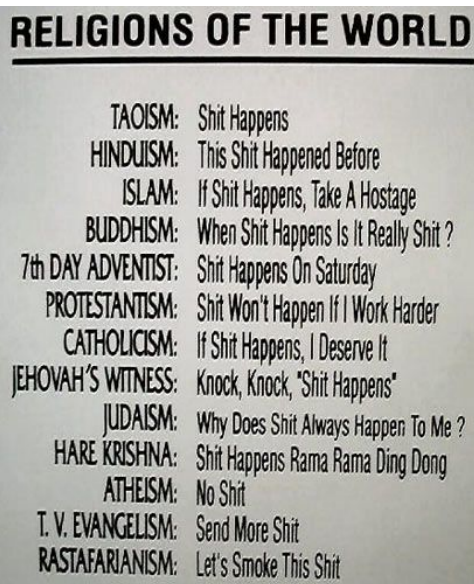 RELIGIONS OF THE WORLD
TAOISM: Shit Happens
HINDUISM: This Shit Happened Before
ISLAM: If Shit Happens, Take A Hostage
BUDDHISM: When Shit Happens Is It Really Shit ?
7th DAY ADVENTIST: Shit Happens On Saturday
PROTESTANTISM: Shit Won't Happen If I Work Harder
CATHOLICISM: If Shit Happens, I Deserve It
JEHOVAH'S WITNESS: Knock, Knock, "Shit Happens"
JUDAISM: Why Does Shit Always Happen To Me ?
HARE KRISHNA: Shit Happens Rama Rama Ding Dong
ATHEISM: No Shit
T. V. EVANGELISM: Send More Shit
RASTAFARIANISM: Let's Smoke This Shit